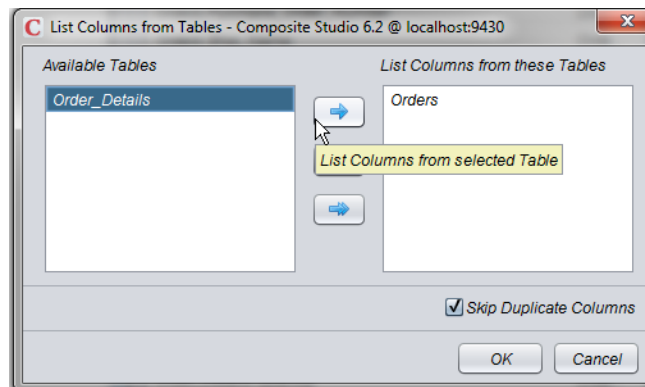 C List Columns from Tables - Composite Studio 6.2 @ localhost:9430
Available Tables
List Columns from these Tables
Order_Details
Orders
List Columns from selected Table
Skip Duplicate Columns
OK
Cancel